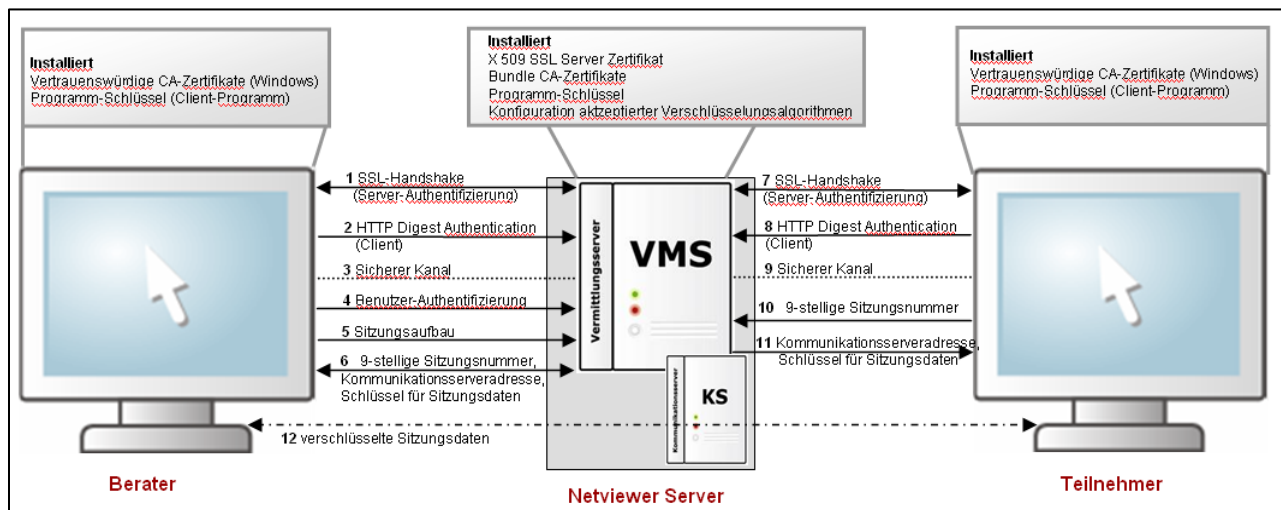 Installiert
Vertrauenswürdige CA-Zertifikate (Windows)
Programm-Schlüssel (Client-Programm)
Installiert
X 509 SSL Server Zertifikat
Bundle CA-Zertifikate
Programm-Schlüssel
Konfiguration aktzeptierter Verschlüsselungsalgorithmen
Installiert
Vertrauenswürdige CA-Zertifikate (Windows)
Programm-Schlüssel (Client-Programm)
1 SSL-Handshake
(Server-Authentifizierung)
2 HTTP Digest Authentication
(Client)
3 Sicherer Kanal
4 Benutzer-Authentifizierung
5 Sitzungsaufbau
6 9-stellige Sitzungsnummer,
Kommunikationsserveradresse,
Schlüssel für Sitzungsdaten
Vermittlungsserver
VMS
Kommunikationsserver
KS
7 SSL-Handshake
(Server-Authentifizierung)
8 HTTP Digest Authentication
(Client)
9 Sicherer Kanal
10 9-stellige Sitzungsnummer
11 Kommunikationsserveradresse,
Schlüssel für Sitzungsdaten
12 verschlüsselte Sitzungsdaten
Berater
Netviewer Server
Teilnehmer